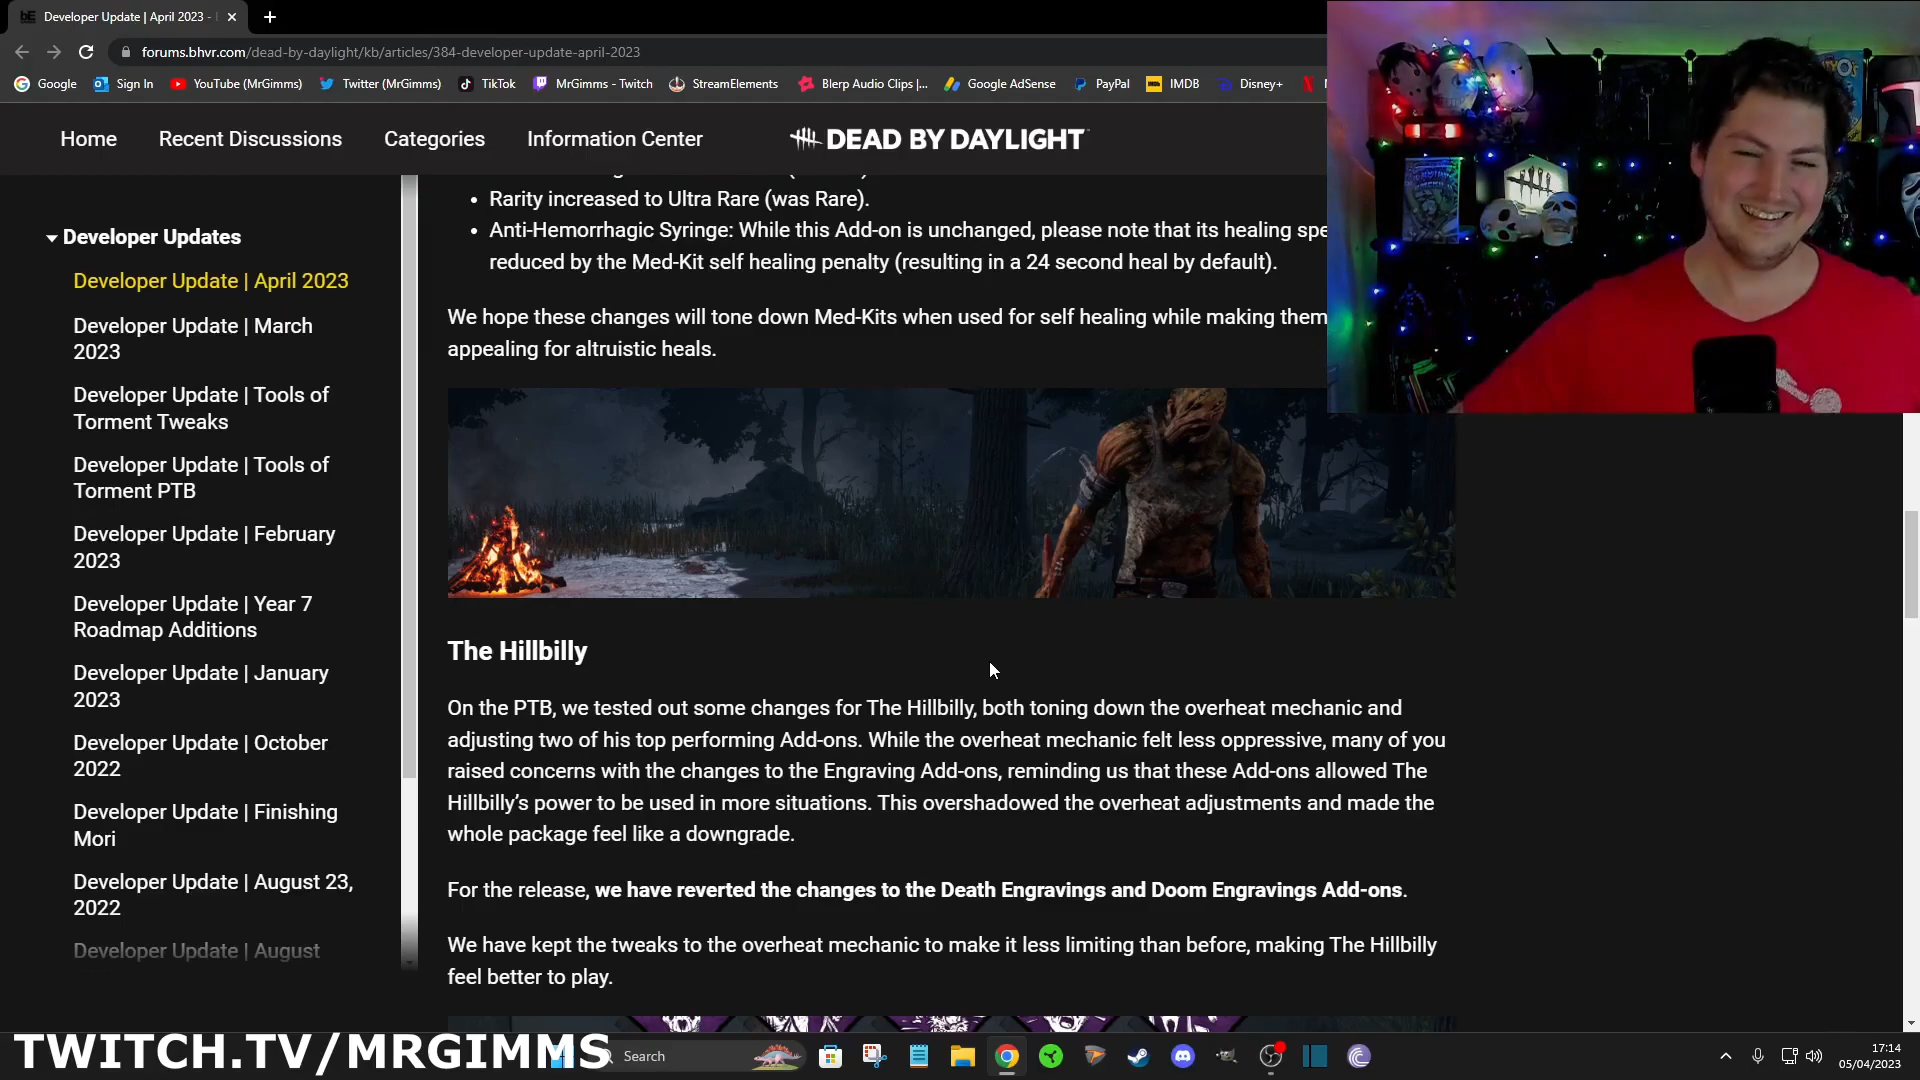 Developer Update | April 2023 -
forums.bhvr.com/dead-by-daylight/kb/articles/384-developer-update-april-2023
Google Sign In YouTube (MrGimms) Twitter (MrGimms) TikTok MrGimms - Twitch StreamElements Blerp Audio Clips |... Google AdSense PayPal IMDB Disney+
Home Recent Discussions Categories Information Center DEAD BY DAYLIGHT
Developer Updates
Developer Update | April 2023
Developer Update | March
2023
Developer Update | Tools of
Torment Tweaks
Developer Update | Tools of
Torment PTB
Developer Update | February
2023
Developer Update | Year 7
Roadmap Additions
Developer Update | January
2023
Developer Update | October
2022
Developer Update | Finishing
Mori
Developer Update | August 23,
2022
Developer Update | August
• Rarity increased to Ultra Rare (was Rare).
• Anti-Hemorrhagic Syringe: While this Add-on is unchanged, please note that its healing spe
reduced by the Med-Kit self healing penalty (resulting in a 24 second heal by default).
We hope these changes will tone down Med-Kits when used for self healing while making them
appealing for altruistic heals.
The Hillbilly
On the PTB, we tested out some changes for The Hillbilly, both toning down the overheat mechanic and
adjusting two of his top performing Add-ons. While the overheat mechanic felt less oppressive, many of you
raised concerns with the changes to the Engraving Add-ons, reminding us that these Add-ons allowed The
Hillbilly's power to be used in more situations. This overshadowed the overheat adjustments and made the
whole package feel like a downgrade.
For the release, we have reverted the changes to the Death Engravings and Doom Engravings Add-ons.
We have kept the tweaks to the overheat mechanic to make it less limiting than before, making The Hillbilly
feel better to play.
TWITCH.TV/MRGIMMS
Search
17:14
05/04/2023